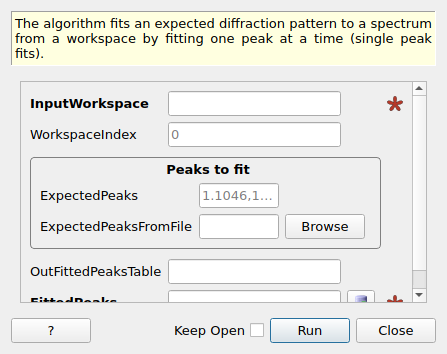 The algorithm fits an expected diffraction pattern to a spectrum
from a workspace by fitting one peak at a time (single peak
fits).
InputWorkspace
WorkspaceIndex 0
Peaks to fit
ExpectedPeaks 1.1046,1...
ExpectedPeaksFromFile Browse
OutFittedPeaksTable
FittedPeaks
? Keep Open Run Close